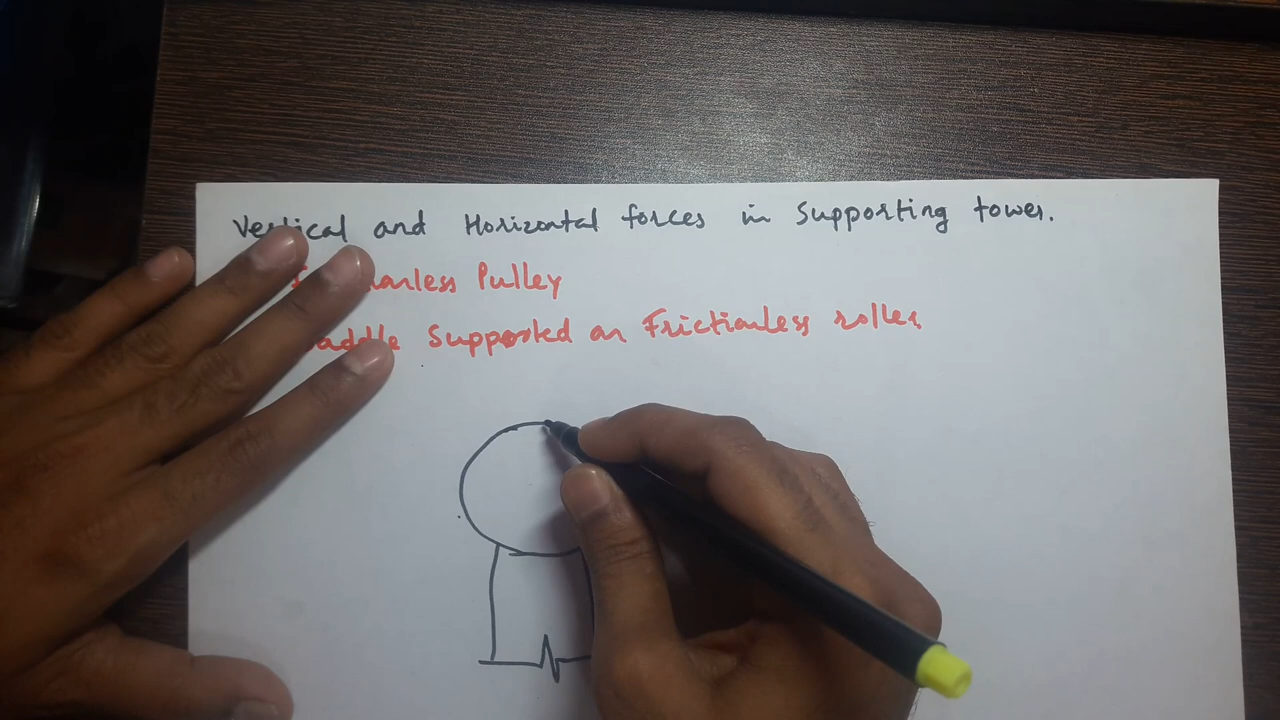 Vertical and Horizontal forces in Supporting tower.
Pulley
Supported on Frictionless roller